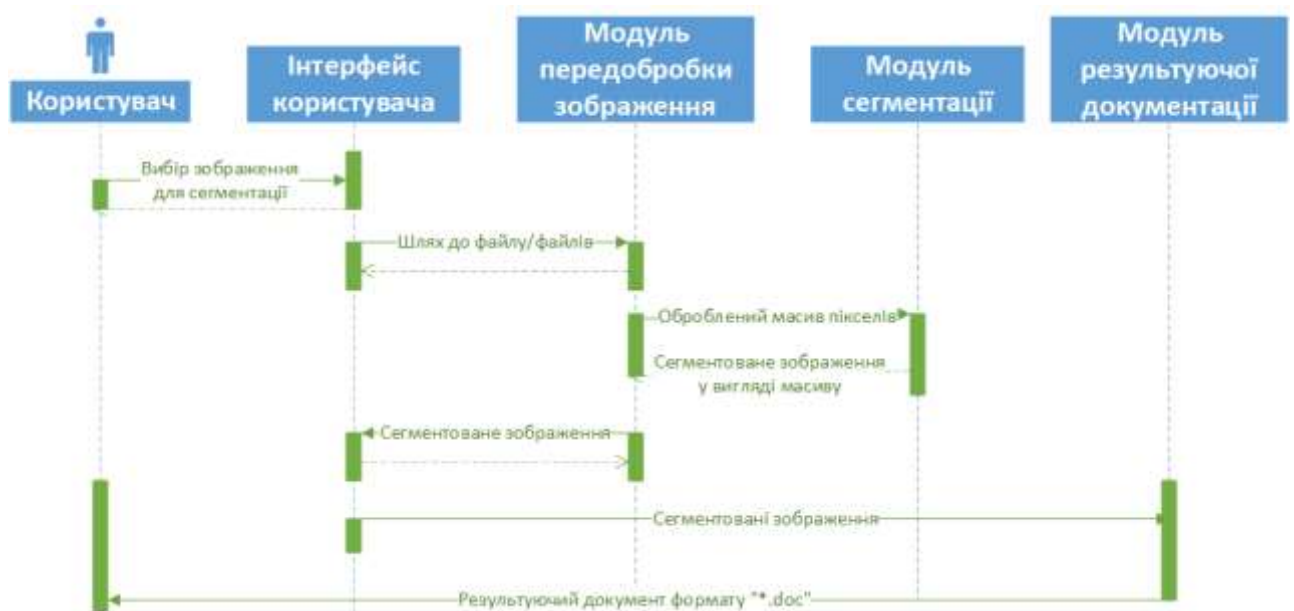 Користувач
Інтерфейс
користувача
Модуль
передобробки
зображення
Модуль
сегментації
Модуль
результуючої
документації
Вибір зображення
для сегментації
Шлях до файлу/файлів
Оброблений масив пікселів
Сегментоване зображення
у вигляді масиву
Сегментоване зображення
Сегментовані зображення
Результуючий документ формату "*.doc"